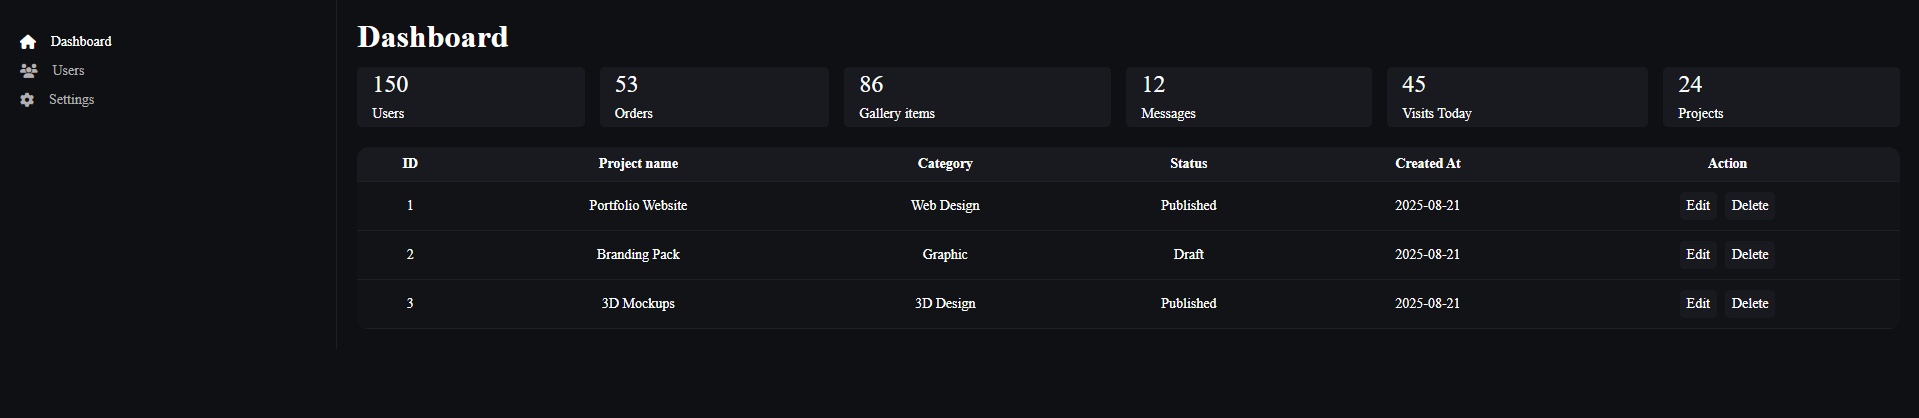 Dashboard
Users
Settings
Dashboard
150 53 86 12 45 24
Users Orders Gallery items Messages Visits Today Projects
ID Project name Category Status Created At Action
1 Portfolio Website Web Design Published 2025-08-21 Edit Delete
2 Branding Pack Graphic Draft 2025-08-21 Edit Delete
3 3D Mockups 3D Design Published 2025-08-21 Edit Delete